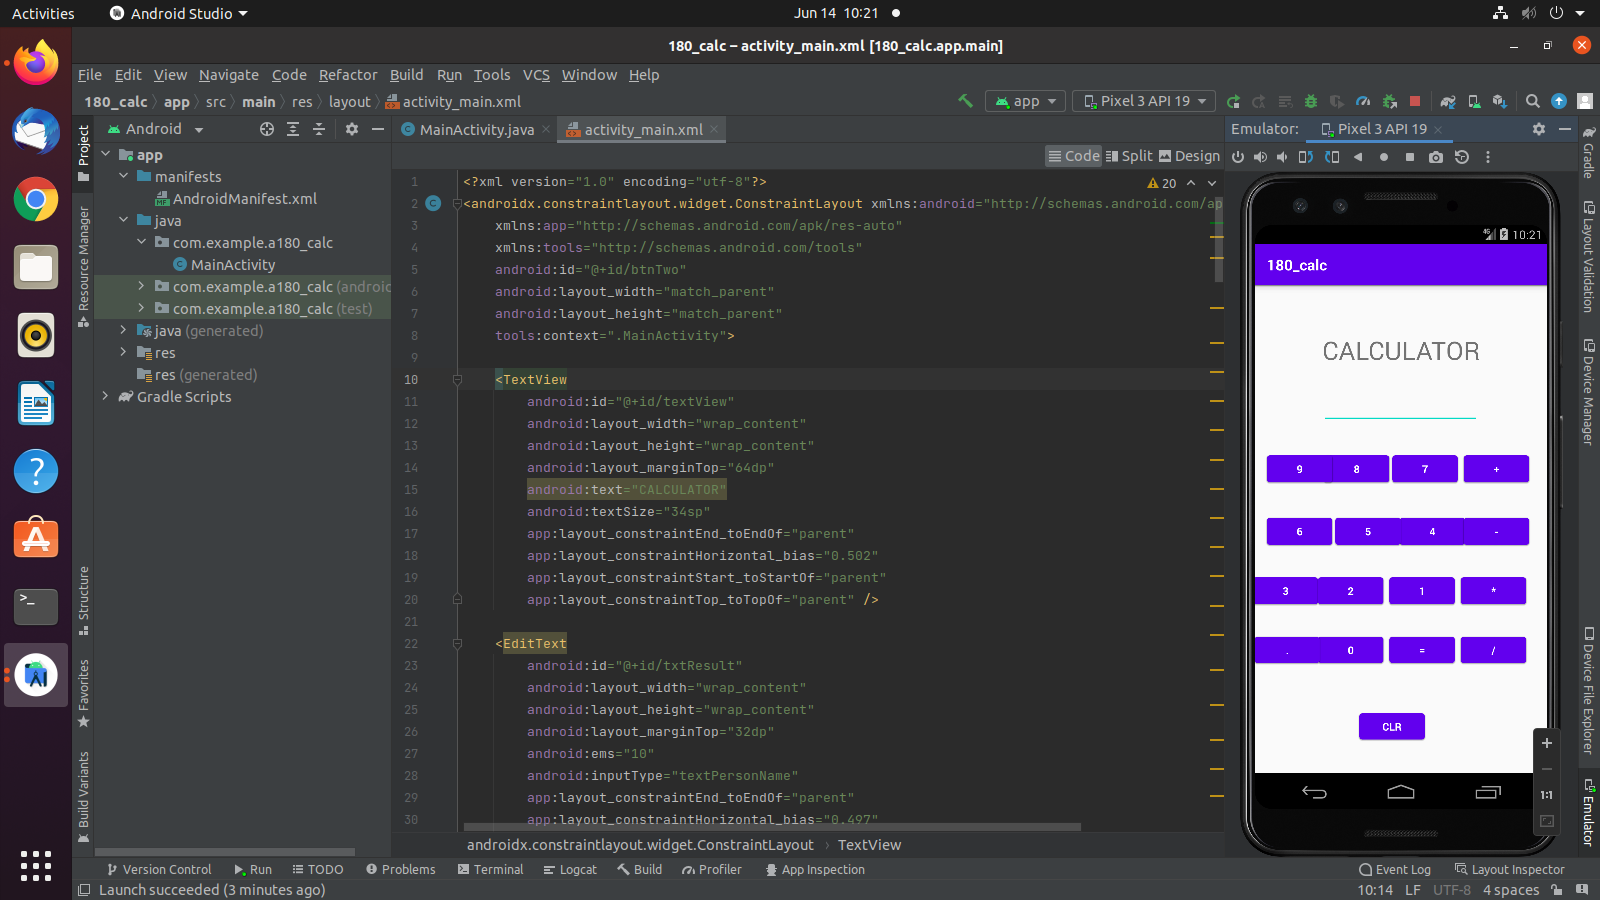 Activities
Android Studio
Jun 14 10:21
180_calc – activity_main.xml [180_calc.app.main]
File Edit View Navigate Code Refactor Build Run Tools VCS Window Help
180_calc app src main res layout activity_main.xml
app
Pixel 3 API 19
Android
MainActivity.java
activity_main.xml
Emulator:
Pixel 3 API 19
Code Split Design
Project
Resource Manager
Structure
Favorites
Build Variants
app
manifests
AndroidManifest.xml
java
com.example.a180_calc
MainActivity
com.example.a180_calc (androic
com.example.a180_calc (test)
java (generated)
res
res (generated)
Gradle Scripts
20
1 <?xml version="1.0" encoding="utf-8"?>
2 <androidx.constraintlayout.widget.ConstraintLayout xmlns:android="http://schemas.android.com/ap
3 xmlns:app="http://schemas.android.com/apk/res-auto"
4 xmlns:tools="http://schemas.android.com/tools"
5 android:id="@+id/btnTwo"
6 android:layout_width="match_parent"
7 android:layout_height="match_parent"
8 tools:context=".MainActivity">
9
10 <TextView
11 android:id="@+id/textView"
12 android:layout_width="wrap_content"
13 android:layout_height="wrap_content"
14 android:layout_marginTop="64dp"
15 android:text="CALCULATOR"
16 android:textSize="34sp"
17 app:layout_constraintEnd_toEndOf="parent"
18 app:layout_constraintHorizontal_bias="0.502"
19 app:layout_constraintStart_toStartOf="parent"
20 app:layout_constraintTop_toTopOf="parent" />
21
22 <EditText
23 android:id="@+id/txtResult"
24 android:layout_width="wrap_content"
25 android:layout_height="wrap_content"
26 android:layout_marginTop="32dp"
27 android:ems="10"
28 android:inputType="textPersonName"
29 app:layout_constraintEnd_toEndOf="parent"
30 app:layout_constraintHorizontal_bias="0.497"
androidx.constraintlayout.widget.ConstraintLayout › TextView
4G 10:21
180_calc
CALCULATOR
9 8 7 +
6 5 4 -
3 2 1 *
. 0 = /
CLR
1:1
Gradle
Layout Validation
Device Manager
Device File Explorer
Emulator
Version Control Run TODO Problems Terminal Logcat Build Profiler App Inspection
Event Log Layout Inspector
Launch succeeded (3 minutes ago)
10:14 LF UTF-8 4 spaces